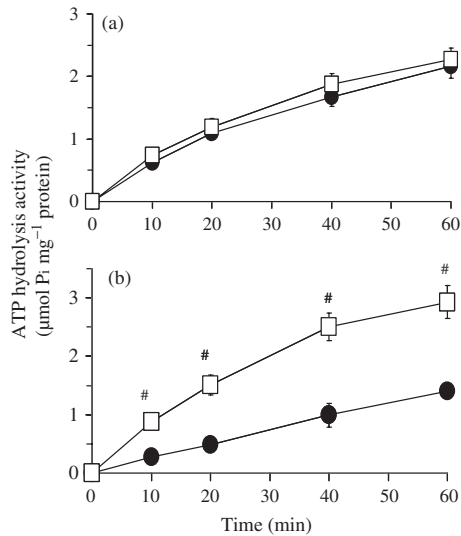 (a)
3
2
1
0
0 10 20 30 40 50 60
ATP hydrolysis activity
(μmol Pi mg⁻¹ protein)
(b)
3
2
1
0
# # # #
0 10 20 30 40 50 60
Time (min)